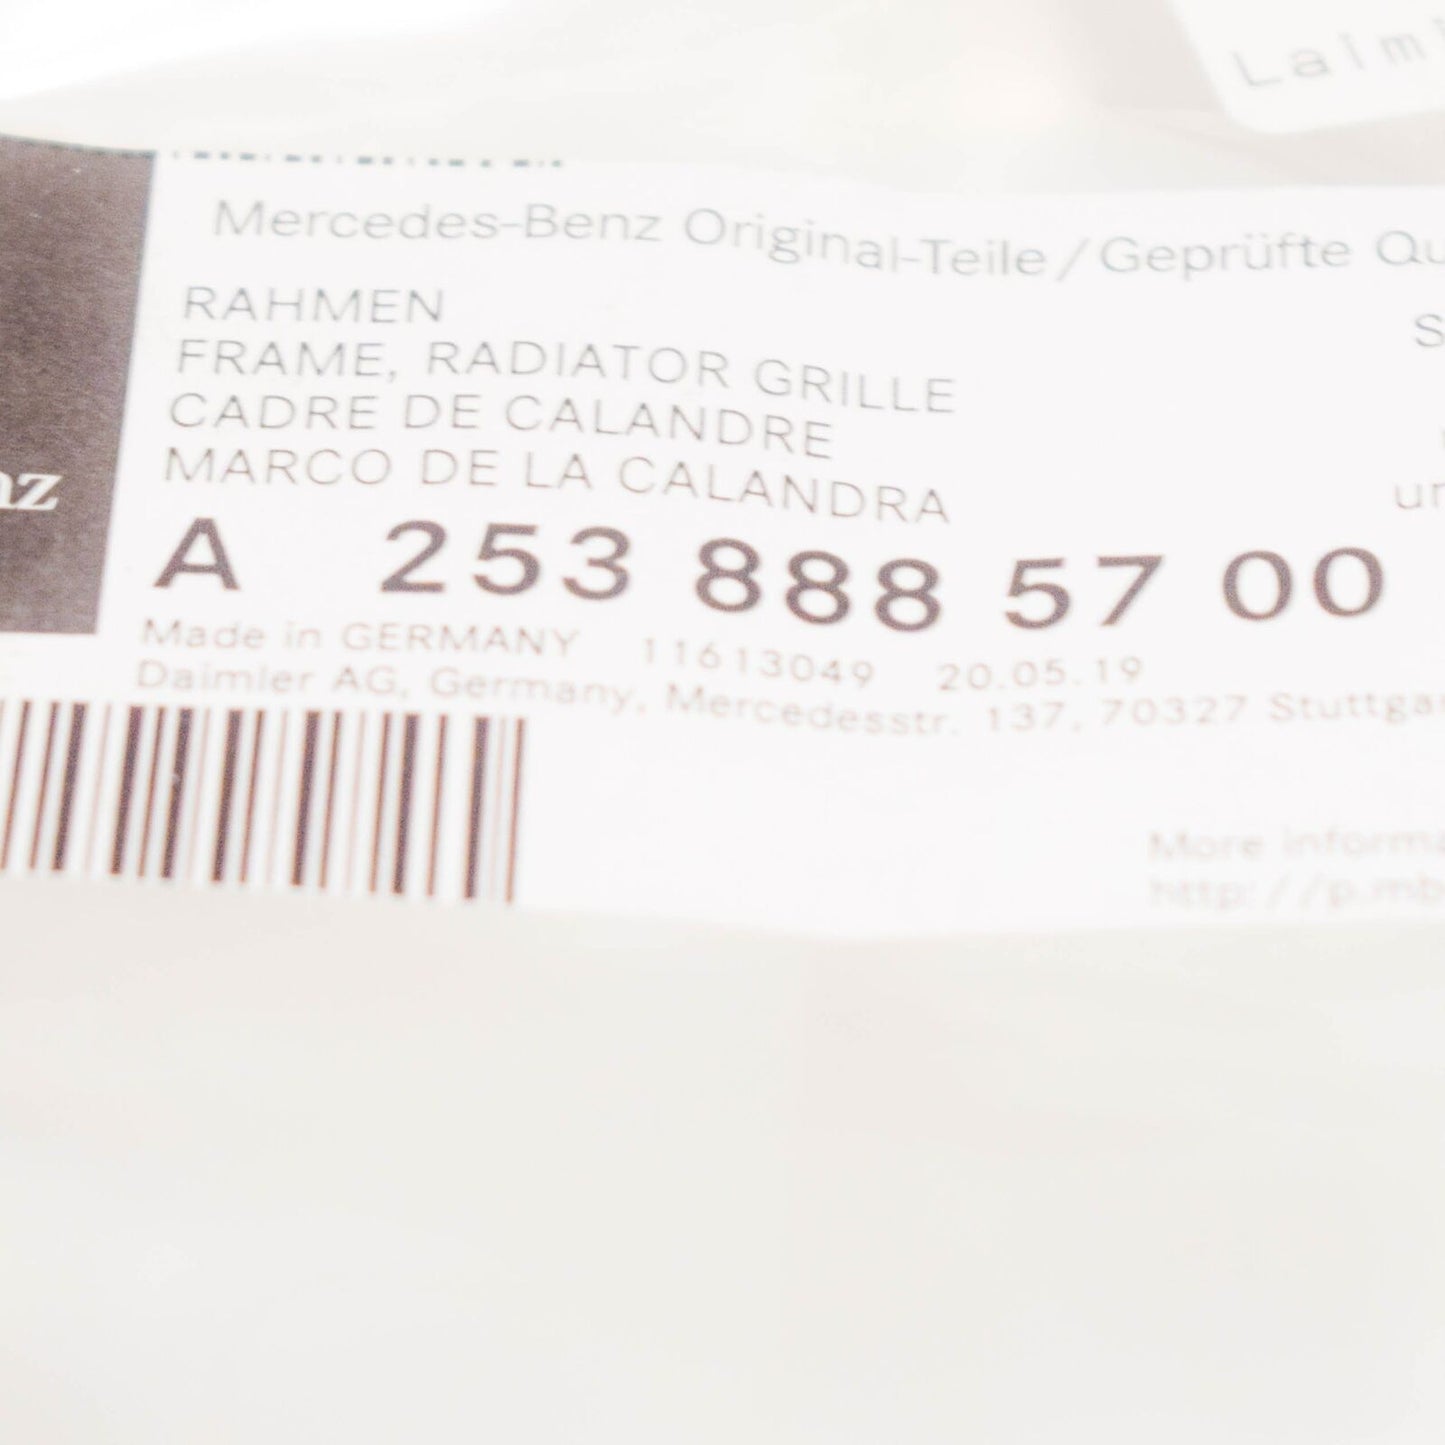 Mercedes-Benz Original-Teile/Geprüfte
RAHMEN
FRAME, RADIATOR GRILLE
CADRE DE CALANDRE
MARCO DE LA CALANDRA
A 253 888 57 00
Made in GERMANY 11613049 20.05.19
Daimler AG, Germany, Mercedesstr. 137, 70327
More